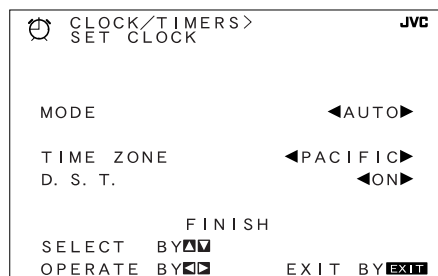 CLOCK/TIMERS> JVC
SET CLOCK
MODE ◀AUTO▶
TIME ZONE ◀PACIFIC▶
D. S. T. ◀ON▶
FINISH
SELECT BY▲▼
OPERATE BY◀▶ EXIT BY EXIT